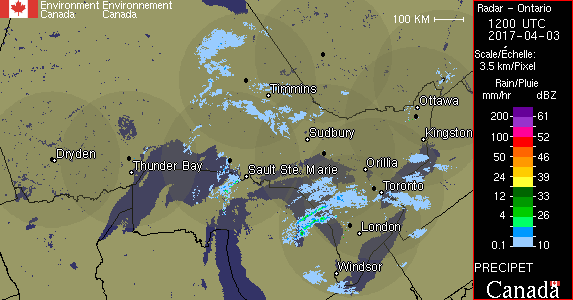 Environment Environnement
Canada Canada
100 KM
Timmins
Ottawa
Sudbury
Kingston
Dryden
Thunder Bay
Sault Ste. Marie
Orillia
Toronto
London
Windsor
Radar - Ontario
1200 UTC
2017-04-03
Scale/Échelle:
3.5 km/Pixel
Rain/Pluie
mm/hr dBZ
200 61
100 52
50 46
24 39
12 33
4 26
0.1 10
PRECIPET
Canada